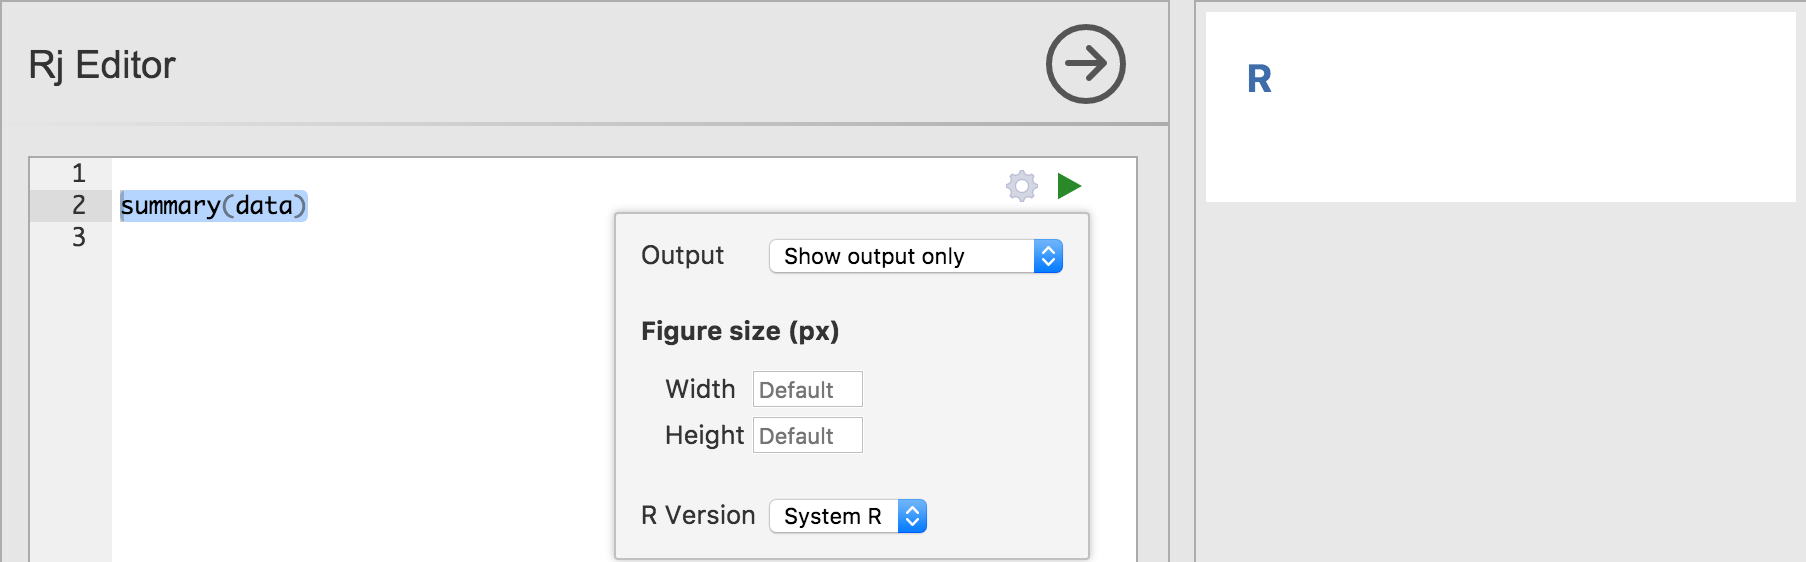 Rj Editor
R
1
2 summary(data)
3
Output Show output only
Figure size (px)
Width Default
Height Default
R Version System R